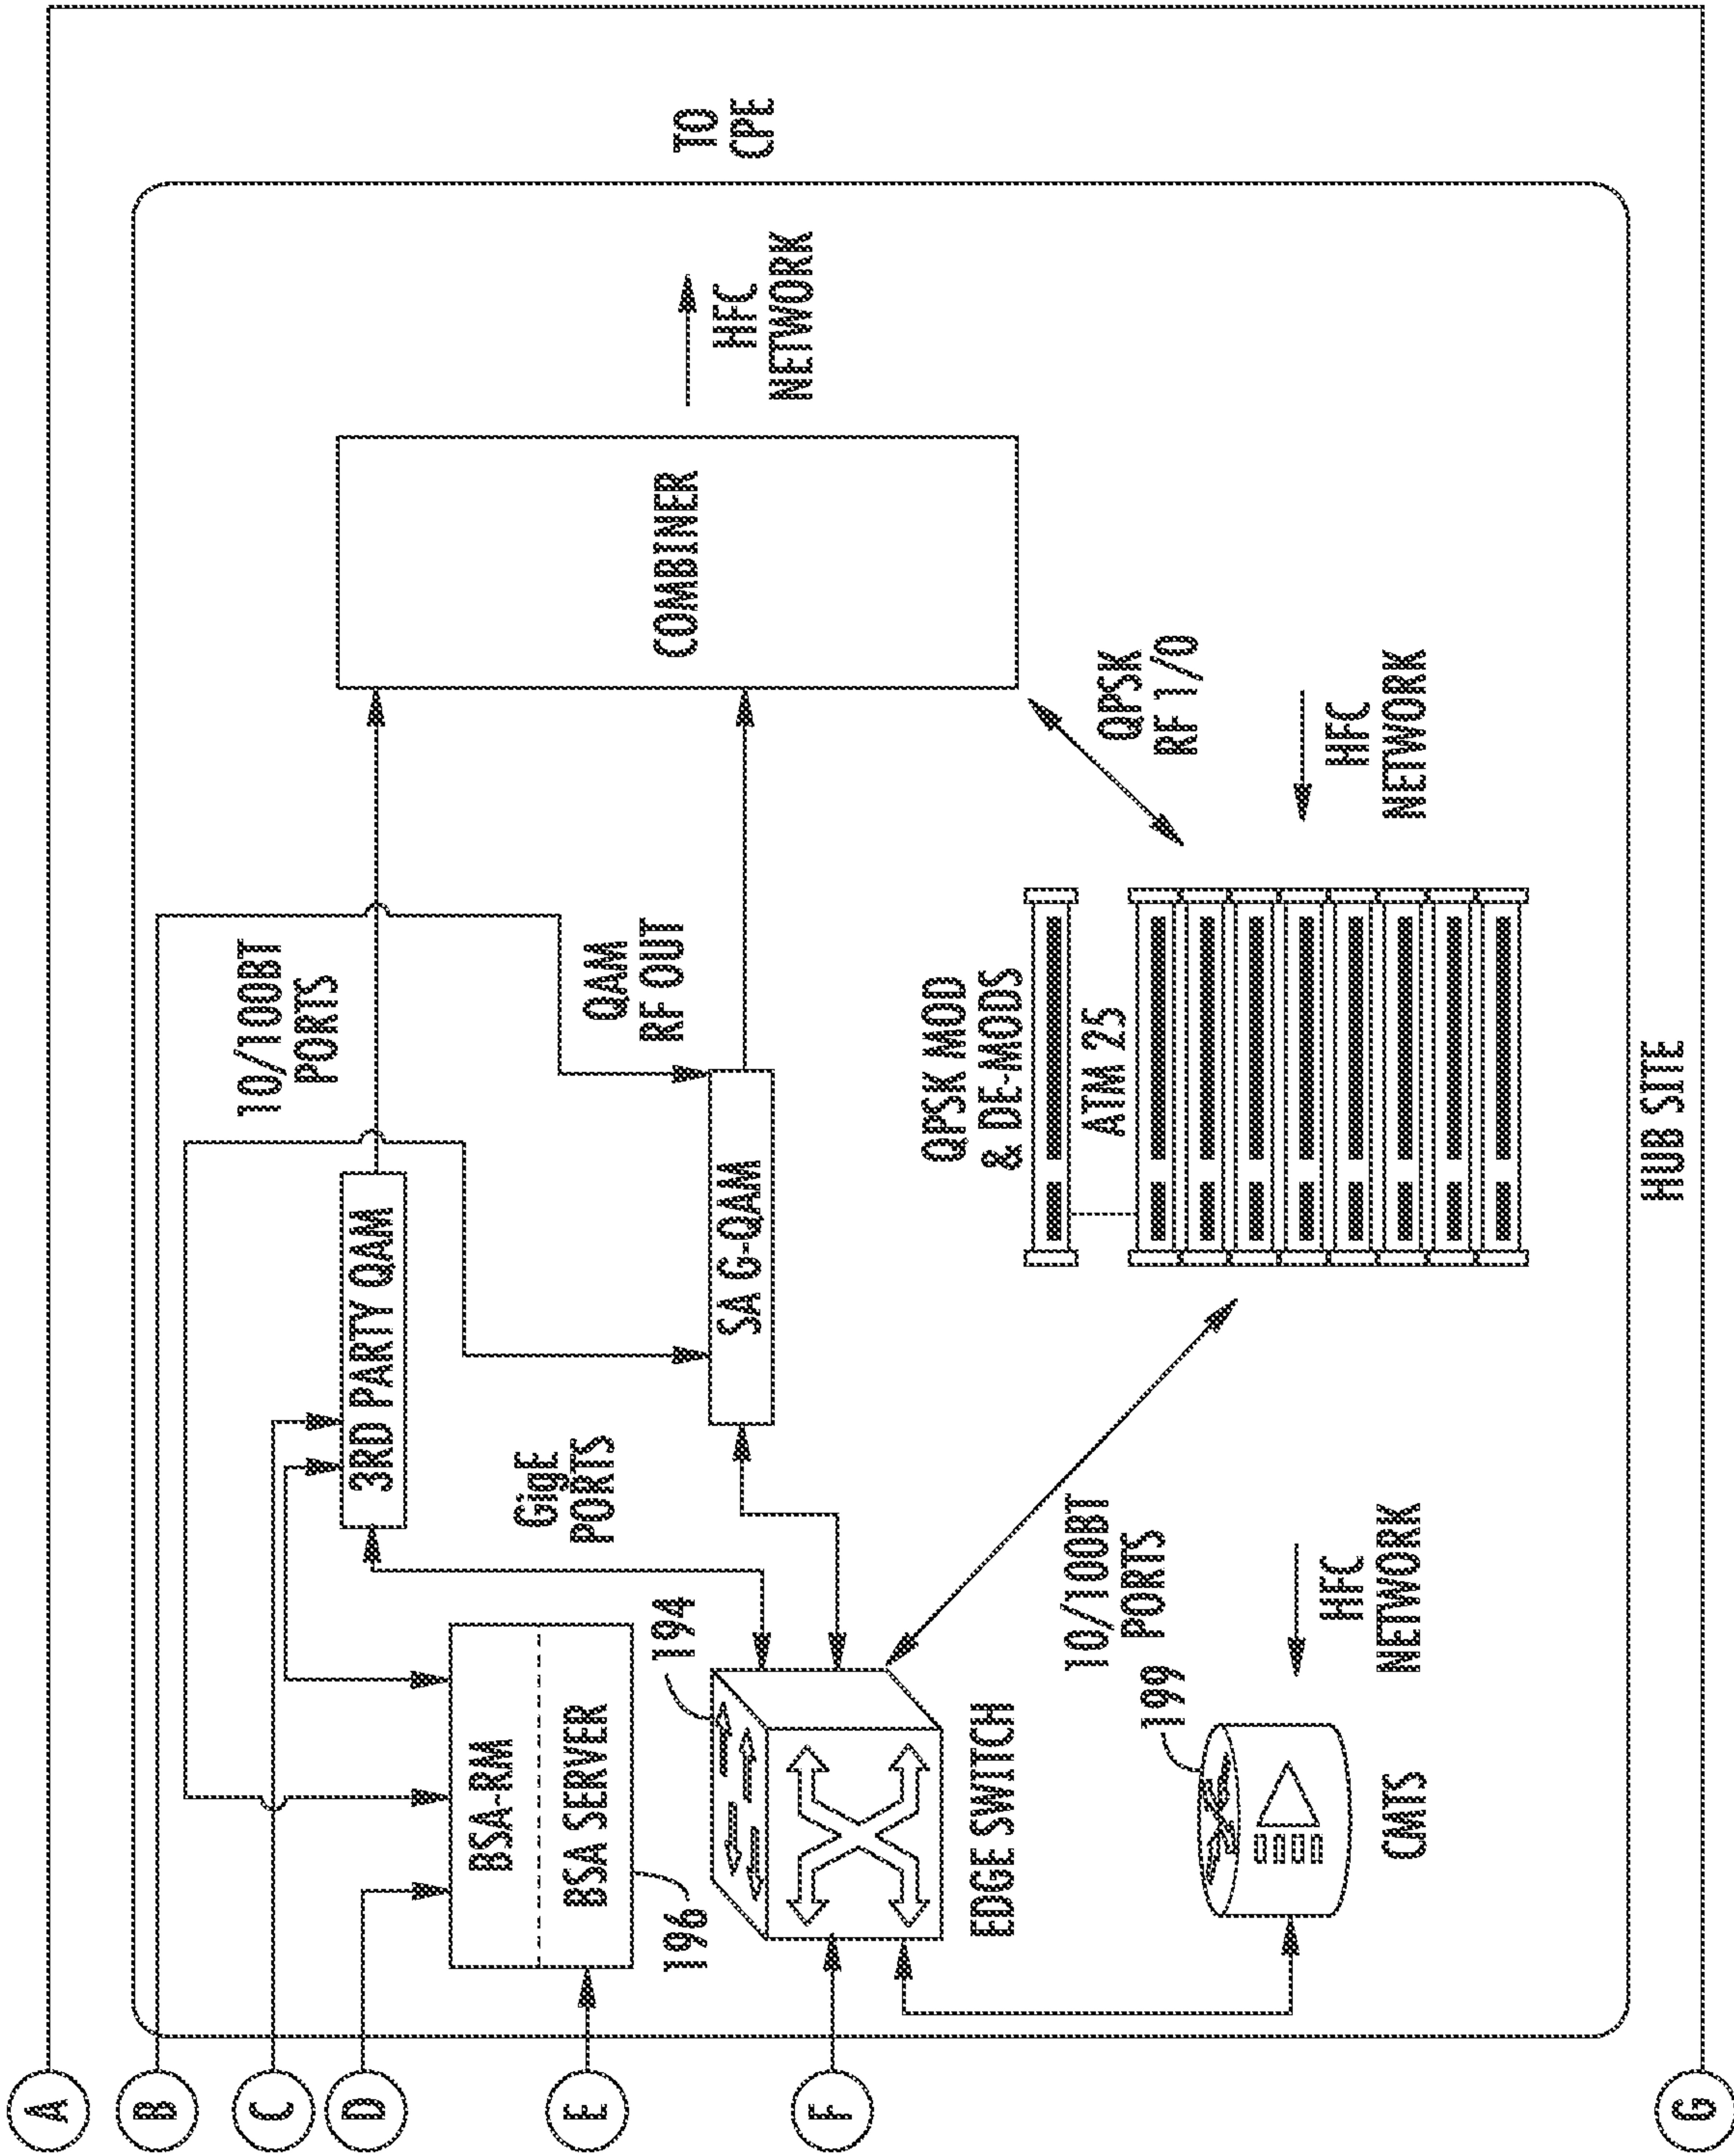 A
B
C
D
E
F
G
10/100BT
PORTS
3RD PARTY QAM
BSA-RM
BSA SERVER
196
194
GigE
PORTS
QAM
RF OUT
SA G-QAM
COMBINER
HFC
NETWORK
TO
CPE
EDGE SWITCH
QPSK MOD
& DE-MODS
ATM 25
QPSK
RF 1/0
10/100BT
PORTS
199
CMTS
HFC
NETWORK
HFC
NETWORK
HUB SITE